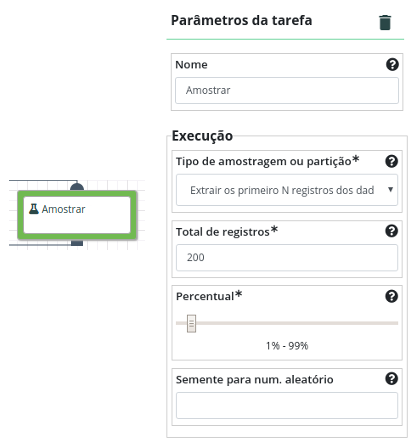 Parâmetros da tarefa
Nome
Amostrar
Execução
Tipo de amostragem ou partição*
Extrair os primeiro N registros dos dad
Amostrar
Total de registros*
200
Percentual*
1% - 99%
Semente para num. aleatório